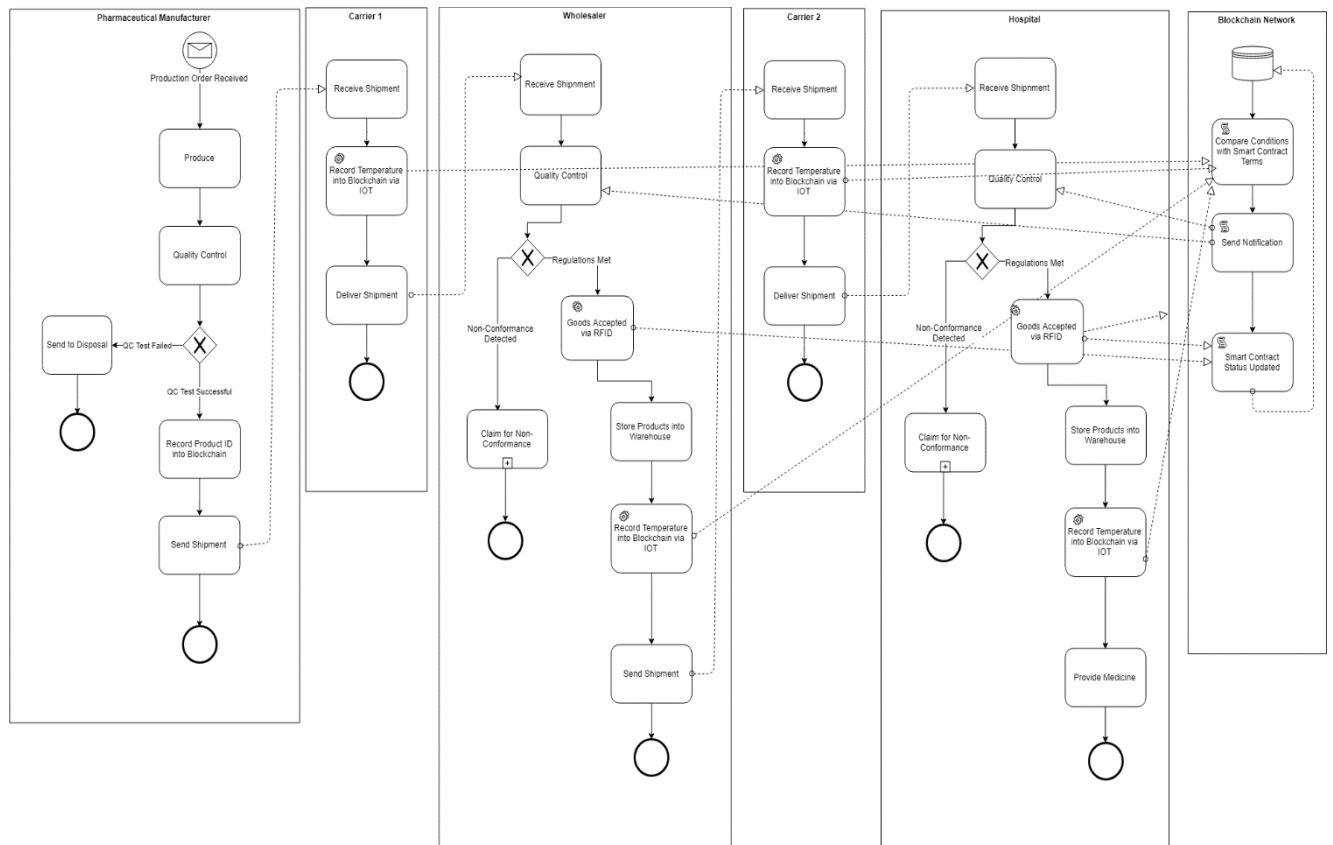 Pharmaceutical Manufacturer
Production Order Received
Produce
Quality Control
QC Test Failed
Send to Disposal
QC Test Successful
Record Product ID
into Blockchain
Send Shipment
Carrier 1
Receive Shipment
Record Temperature
into Blockchain via
IOT
Deliver Shipment
Wholesaler
Receive Shipnment
Quality Control
Regulations Met
Non-Conformance
Detected
Goods Accepted
via RFID
Claim for Non-
Conformance
Store Products into
Warehouse
Record Temperature
into Blockchain via
IOT
Send Shipment
Carrier 2
Receive Shipment
Record Temperature
into Blockchain via
IOT
Deliver Shipment
Hospital
Receive Shipnment
Quality Control
Regulations Met
Non-Conformance
Detected
Goods Accepted
via RFID
Claim for Non-
Conformance
Store Products into
Warehouse
Record Temperature
into Blockchain via
IOT
Provide Medicine
Blockchain Network
Compare Conditions
with Smart Contract
Terms
Send Notification
Smart Contract
Status Updated